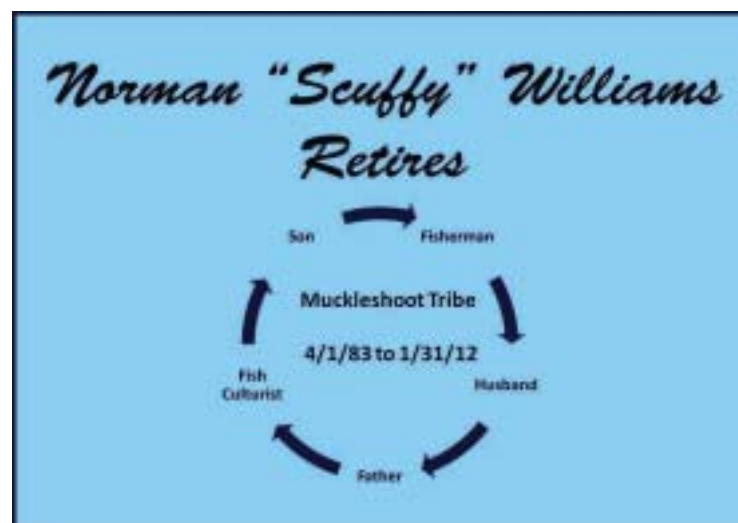 Norman “Scuffy” Williams
Retires
Son
Fisherman
Muckleshoot Tribe
4/1/83 to 1/31/12
Husband
Father
Fish
Culturist